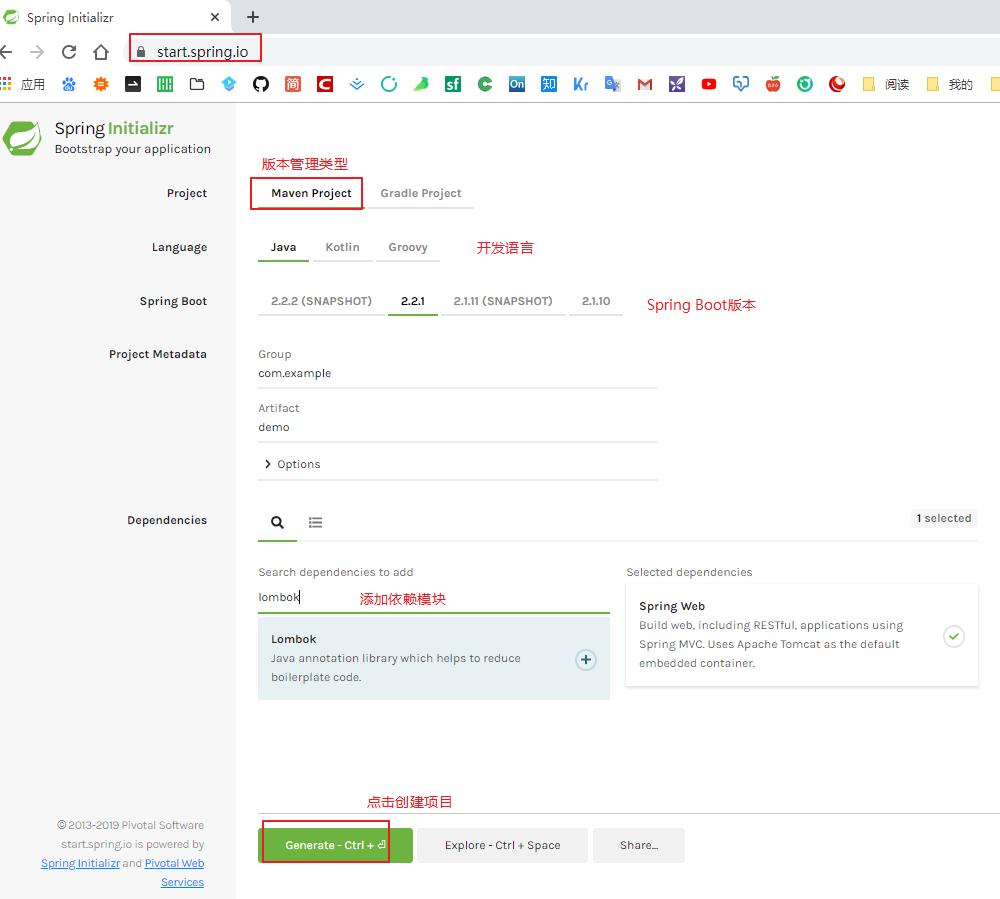 Spring Initializr
start.spring.io
应用
简
sf
On
知
Kr
阅读
我的
Spring Initializr
Bootstrap your application
版本管理类型
Project
Maven Project
Gradle Project
Language
Java
Kotlin
Groovy
开发语言
Spring Boot
2.2.2 (SNAPSHOT)
2.2.1
2.1.11 (SNAPSHOT)
2.1.10
Spring Boot版本
Project Metadata
Group
com.example
Artifact
demo
Options
Dependencies
1 selected
Search dependencies to add
lombok
添加依赖模块
Lombok
Java annotation library which helps to reduce
boilerplate code.
Selected dependencies
Spring Web
Build web, including RESTful, applications using
Spring MVC. Uses Apache Tomcat as the default
embedded container.
点击创建项目
© 2013-2019 Pivotal Software
start.spring.io is powered by
Spring Initializr and Pivotal Web
Services
Generate - Ctrl + ⏎
Explore - Ctrl + Space
Share...